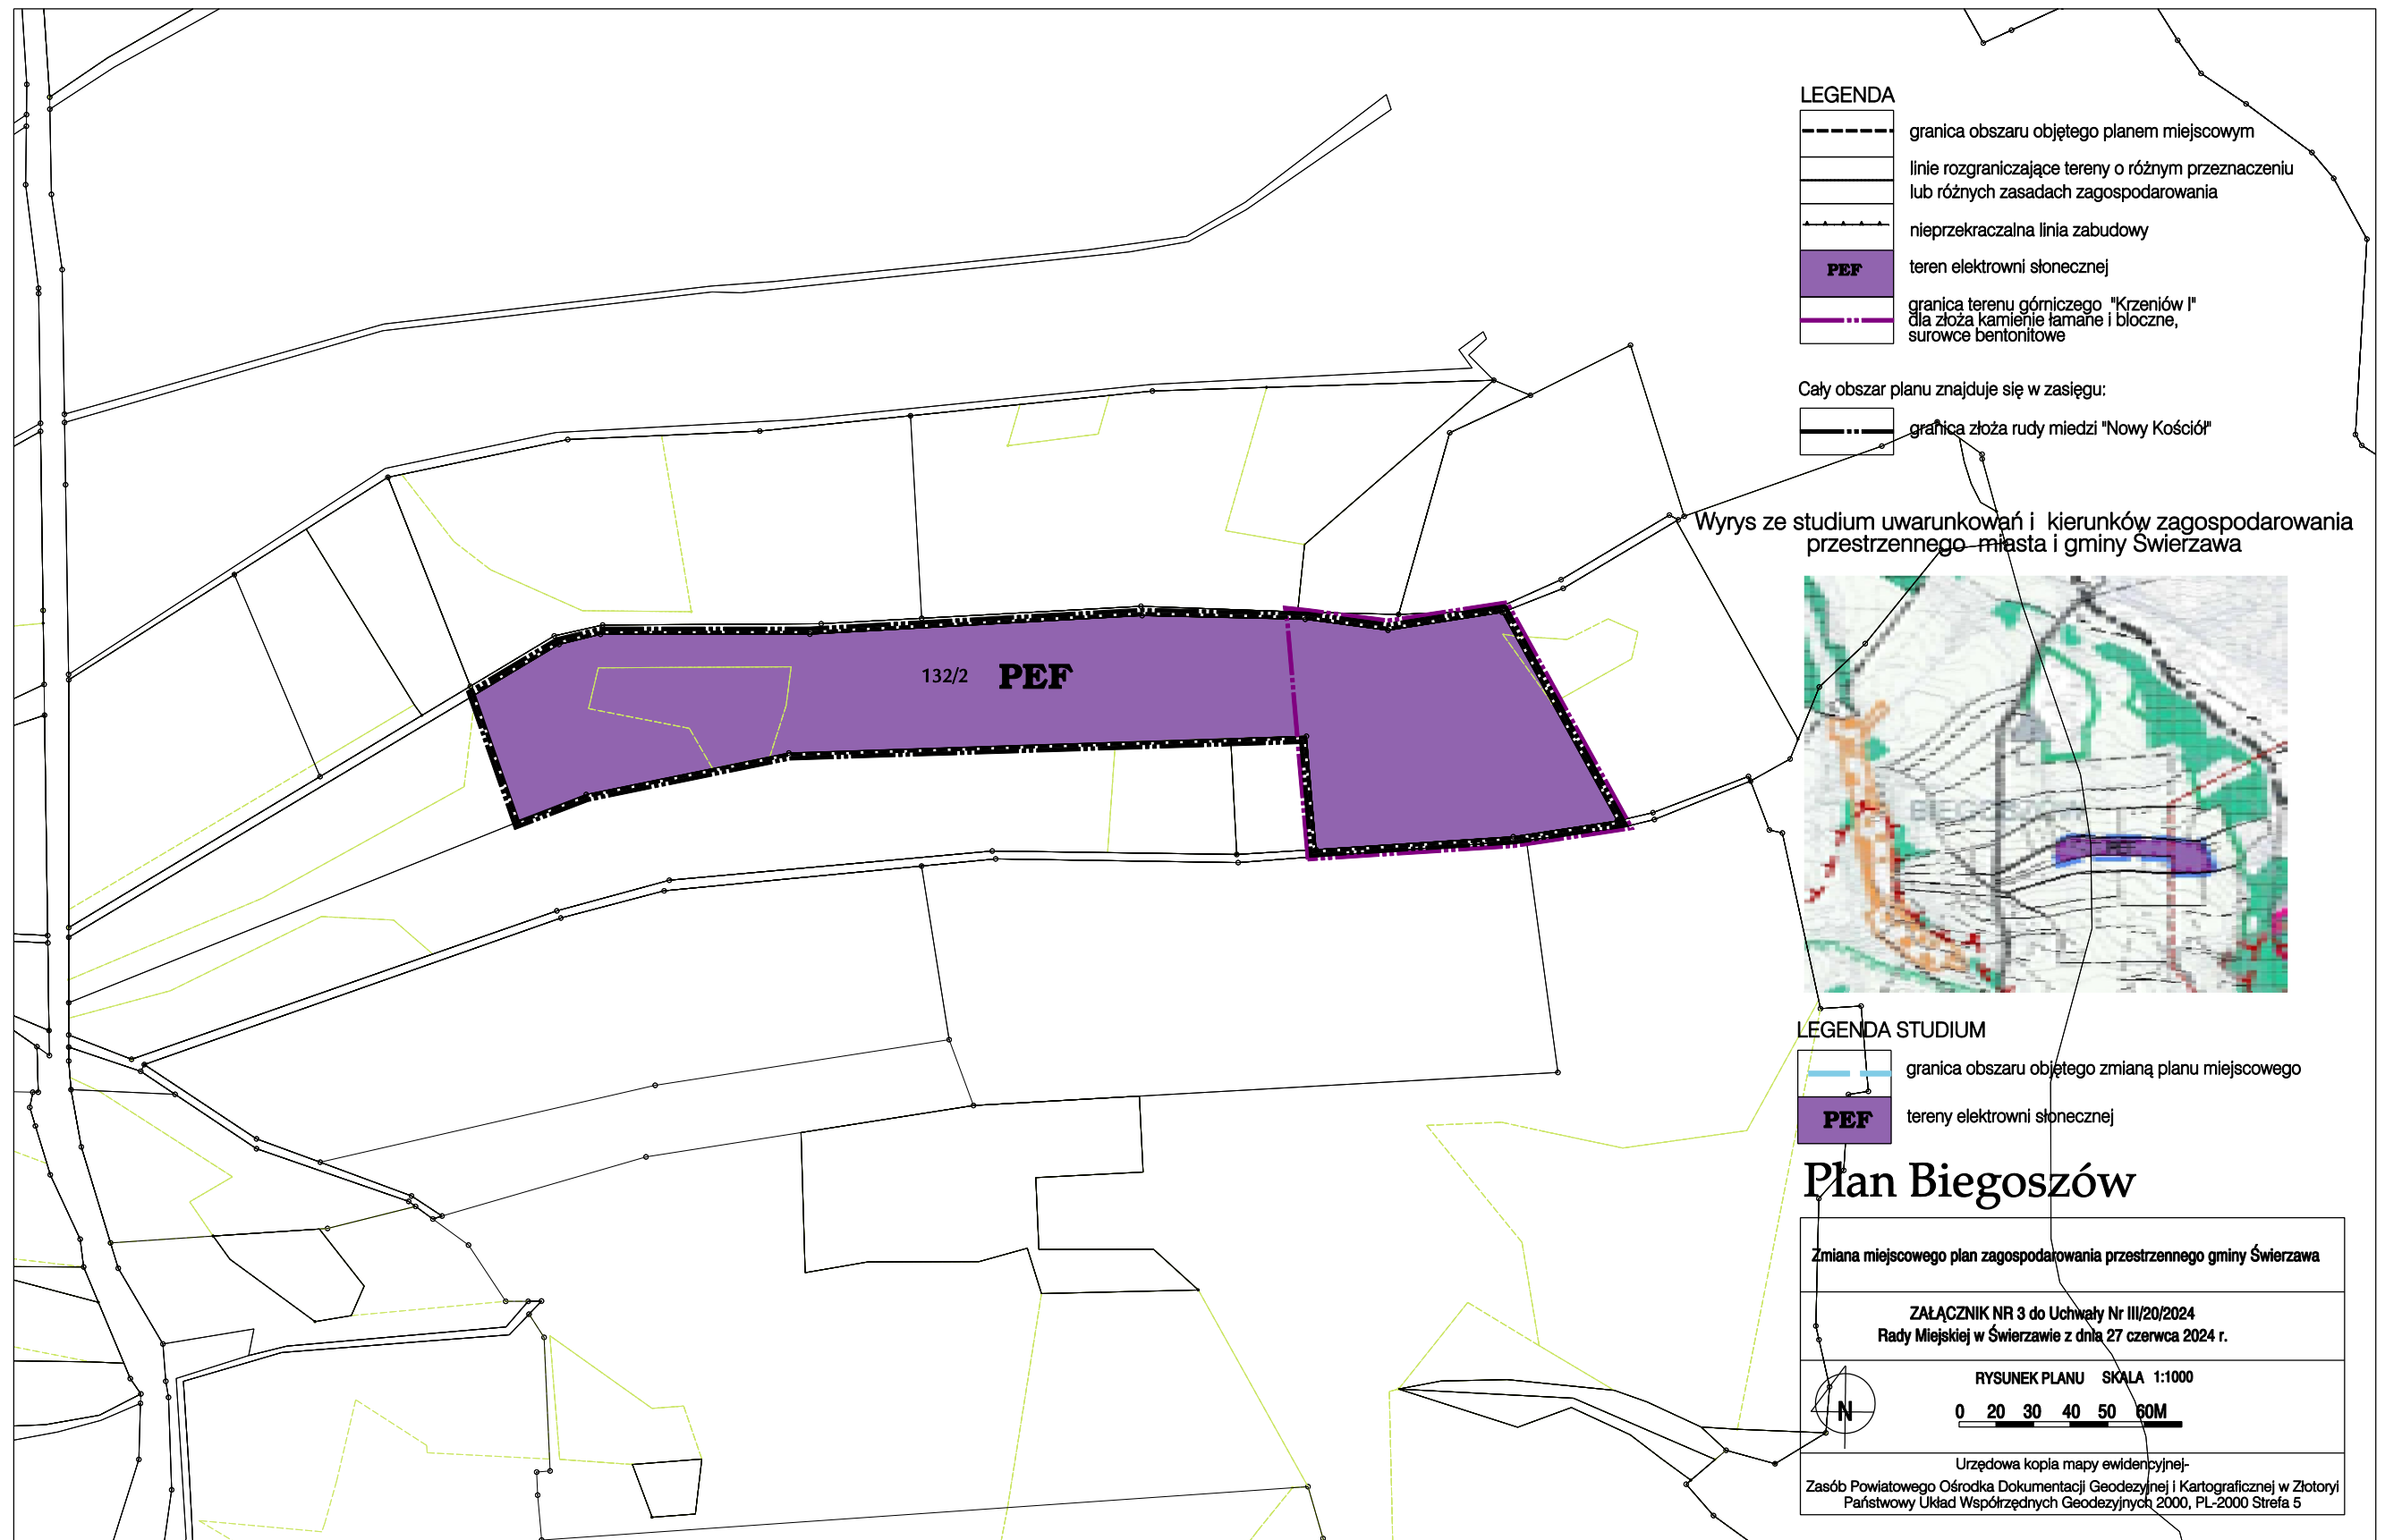 LEGENDA
granica obszaru objętego planem miejscowym
linie rozgraniczające tereny o różnym przeznaczeniu
lub różnych zasadach zagospodarowania
nieprzekraczalna linia zabudowy
PEF teren elektrowni słonecznej
granica terenu górniczego "Krzeniów I"
dla złoża kamienie łamane i bloczne,
surowce bentonitowe
Cały obszar planu znajduje się w zasięgu:
granica złoża rudy miedzi "Nowy Kościół"
Wyrys ze studium uwarunkowań i kierunków zagospodarowania
przestrzennego miasta i gminy Świerzawa
132/2 PEF
LEGENDA STUDIUM
granica obszaru objętego zmianą planu miejscowego
PEF tereny elektrowni słonecznej
Plan Biegoszów
Zmiana miejscowego plan zagospodarowania przestrzennego gminy Świerzawa
ZAŁĄCZNIK NR 3 do Uchwały Nr III/20/2024
Rady Miejskiej w Świerzawie z dnia 27 czerwca 2024 r.
RYSUNEK PLANU SKALA 1:1000
N
0 20 30 40 50 60M
Urzędowa kopia mapy ewidencyjnej-
Zasób Powiatowego Ośrodka Dokumentacji Geodezyjnej i Kartograficznej w Złotoryi
Państwowy Układ Współrzędnych Geodezyjnych 2000, PL-2000 Strefa 5